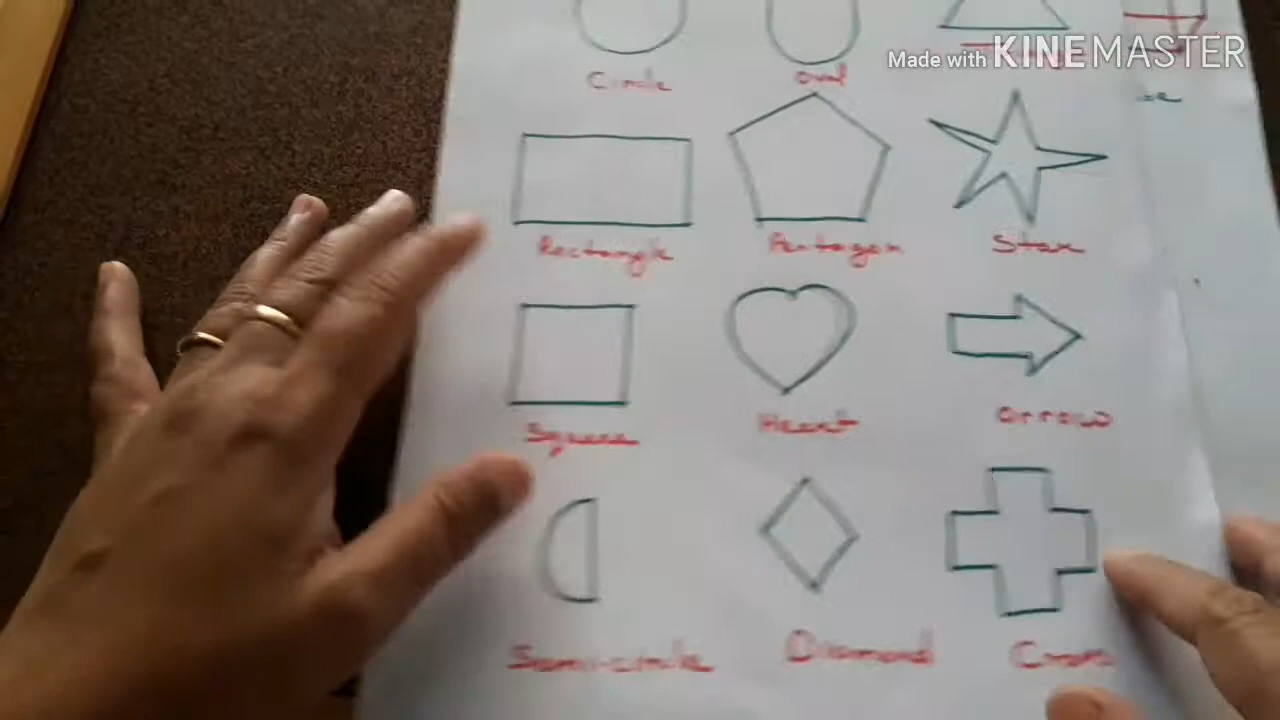 Made with KINEMASTER
Circle oval
Rectangle Pentagon Star
Square Heart arrow
Semi-circle Diamond Cross